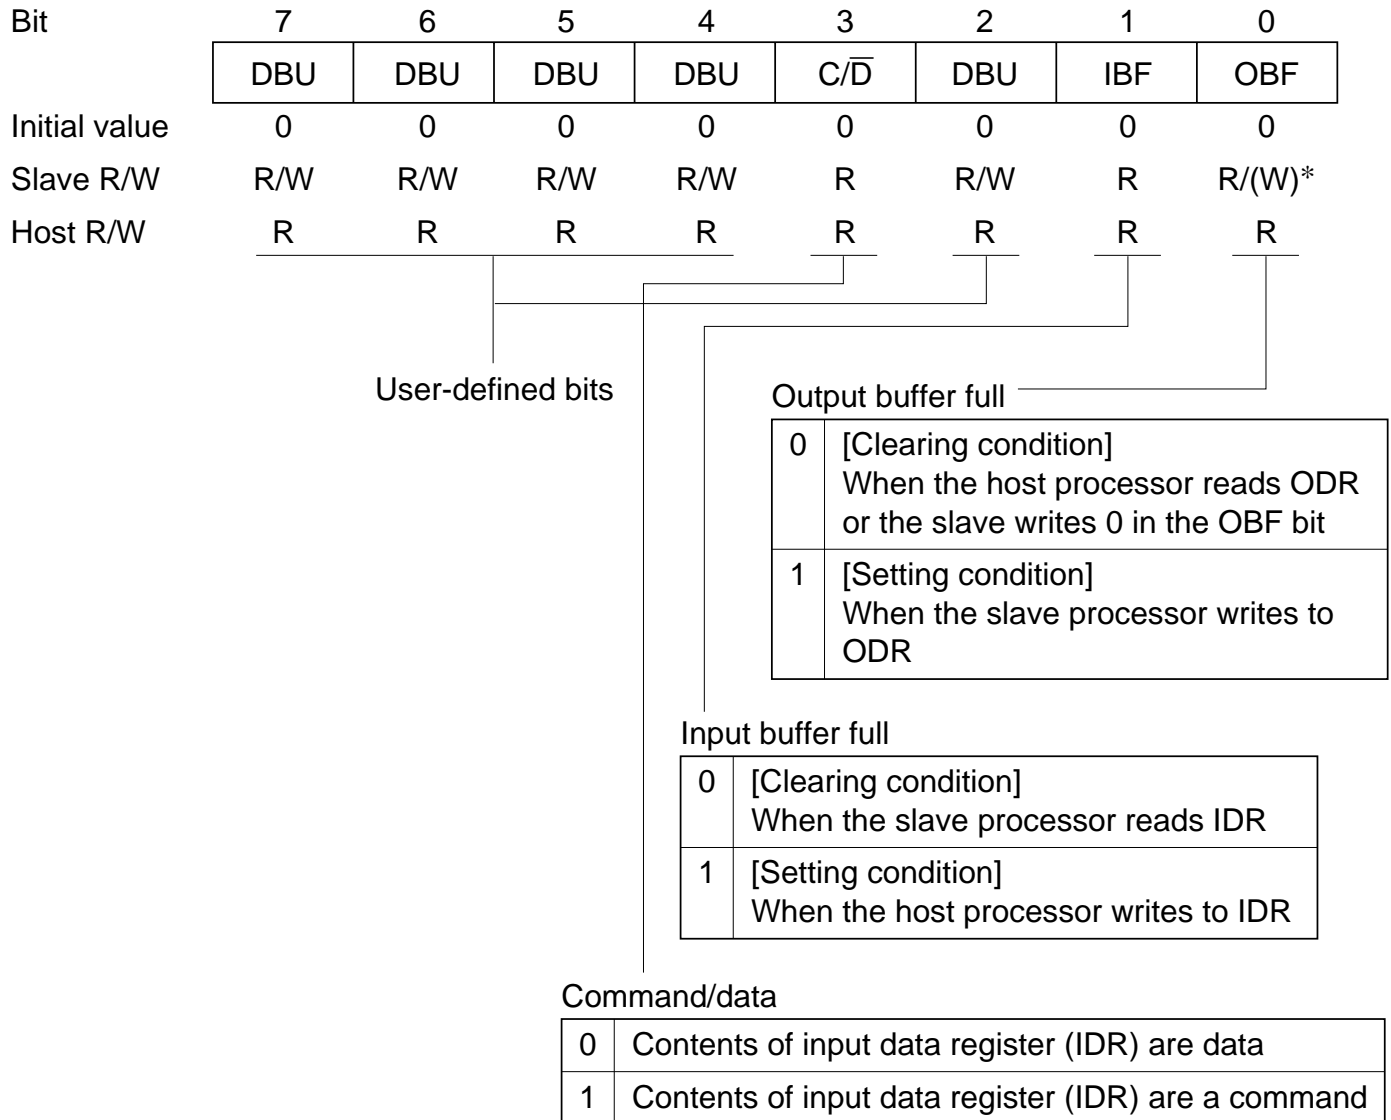 Bit 7 6 5 4 3 2 1 0
DBU DBU DBU DBU C/D̅ DBU IBF OBF
Initial value 0 0 0 0 0 0 0 0
Slave R/W R/W R/W R/W R/W R R/W R R/(W)*
Host R/W R R R R R R R R
User-defined bits
Output buffer full
0 [Clearing condition]
When the host processor reads ODR
or the slave writes 0 in the OBF bit
1 [Setting condition]
When the slave processor writes to
ODR
Input buffer full
0 [Clearing condition]
When the slave processor reads IDR
1 [Setting condition]
When the host processor writes to IDR
Command/data
0 Contents of input data register (IDR) are data
1 Contents of input data register (IDR) are a command